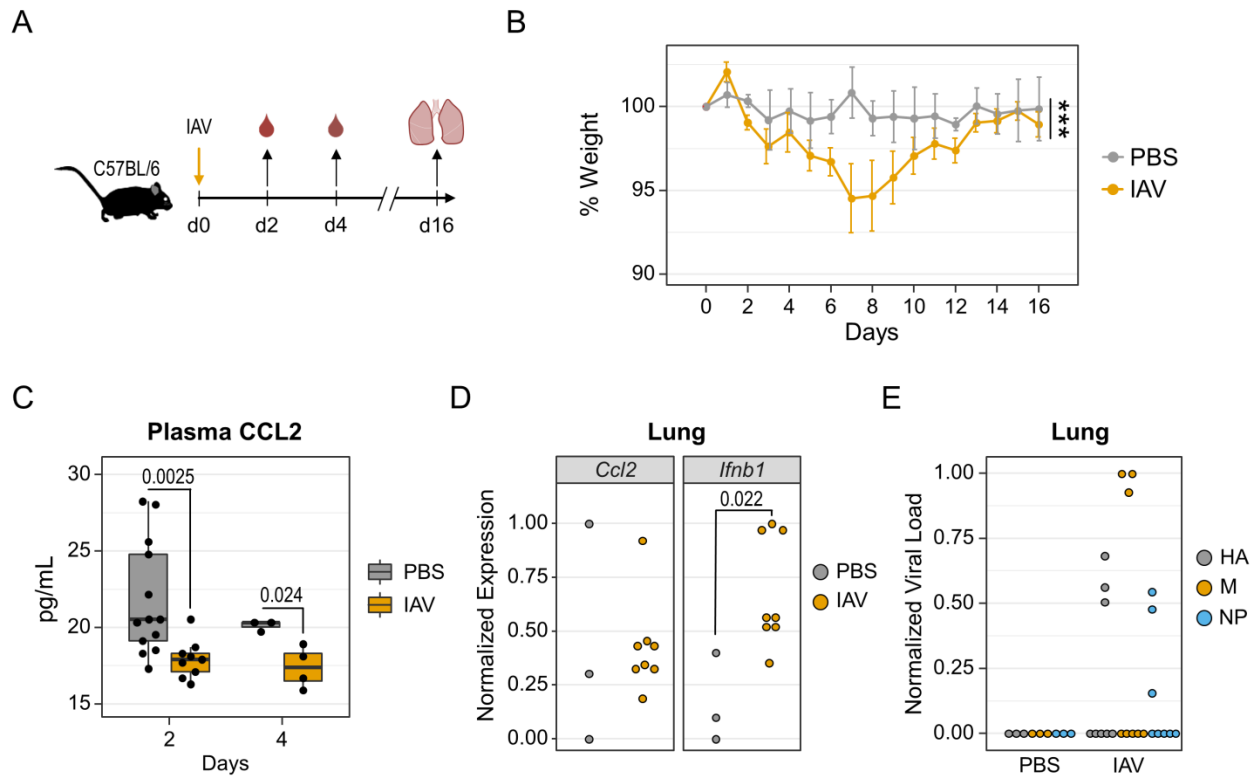 A
IAV
C57BL/6
d0 d2 d4 d16
B
% Weight
100
95
90
0 2 4 6 8 10 12 14 16
Days
***
PBS
IAV
C
Plasma CCL2
pg/mL
30
25
20
15
0.0025
0.024
2 4
Days
PBS
IAV
D
Lung
Ccl2 Ifnb1
Normalized Expression
1.00
0.75
0.50
0.25
0.00
0.022
PBS
IAV
E
Lung
Normalized Viral Load
1.00
0.75
0.50
0.25
0.00
PBS IAV
HA
M
NP